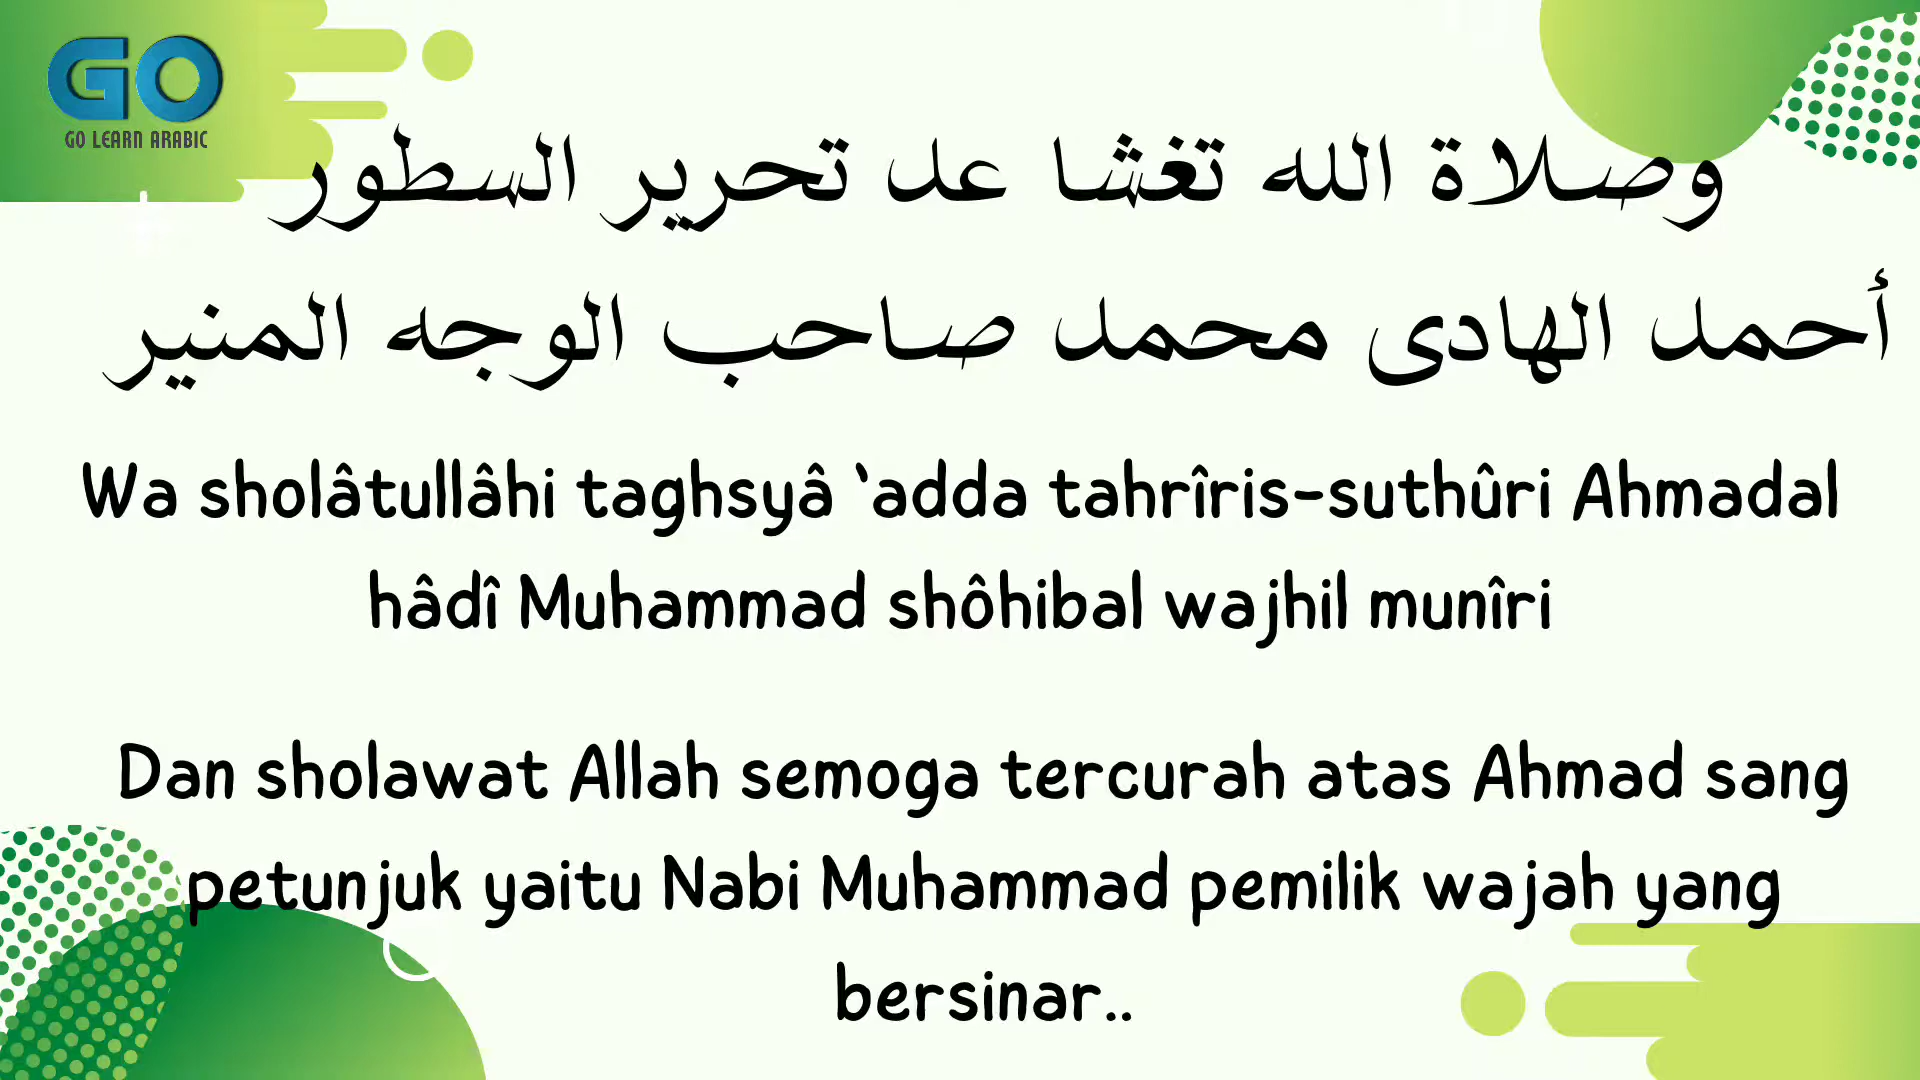 GO
GO LEARN ARABIC
وصلاة الله تغشا عد تحرير السطور
أحمد الهادى محمد صاحب الوجه المنير
Wa sholâtullâhi taghsyâ ‵adda tahrîris-suthûri Ahmadal
hâdî Muhammad shôhibal wajhil munîri
Dan sholawat Allah semoga tercurah atas Ahmad sang
petunjuk yaitu Nabi Muhammad pemilik wajah yang
bersinar..